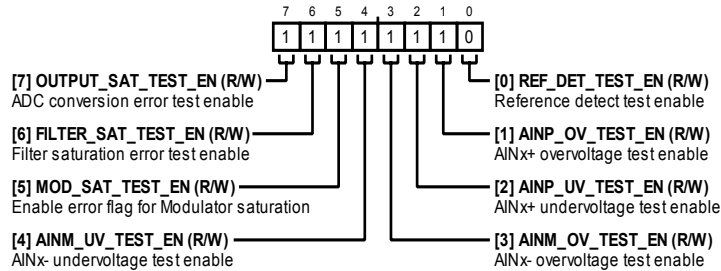 7 6 5 4 3 2 1 0
1 1 1 1 1 1 1 0
[7] OUTPUT_SAT_TEST_EN (R/W)
ADC conversion error test enable
[6] FILTER_SAT_TEST_EN (R/W)
Filter saturation error test enable
[5] MOD_SAT_TEST_EN (R/W)
Enable error flag for Modulator saturation
[4] AINM_UV_TEST_EN (R/W)
AINx- undervoltage test enable
[0] REF_DET_TEST_EN (R/W)
Reference detect test enable
[1] AINP_OV_TEST_EN (R/W)
AINx+ overvoltage test enable
[2] AINP_UV_TEST_EN (R/W)
AINx+ undervoltage test enable
[3] AINM_OV_TEST_EN (R/W)
AINx- overvoltage test enable